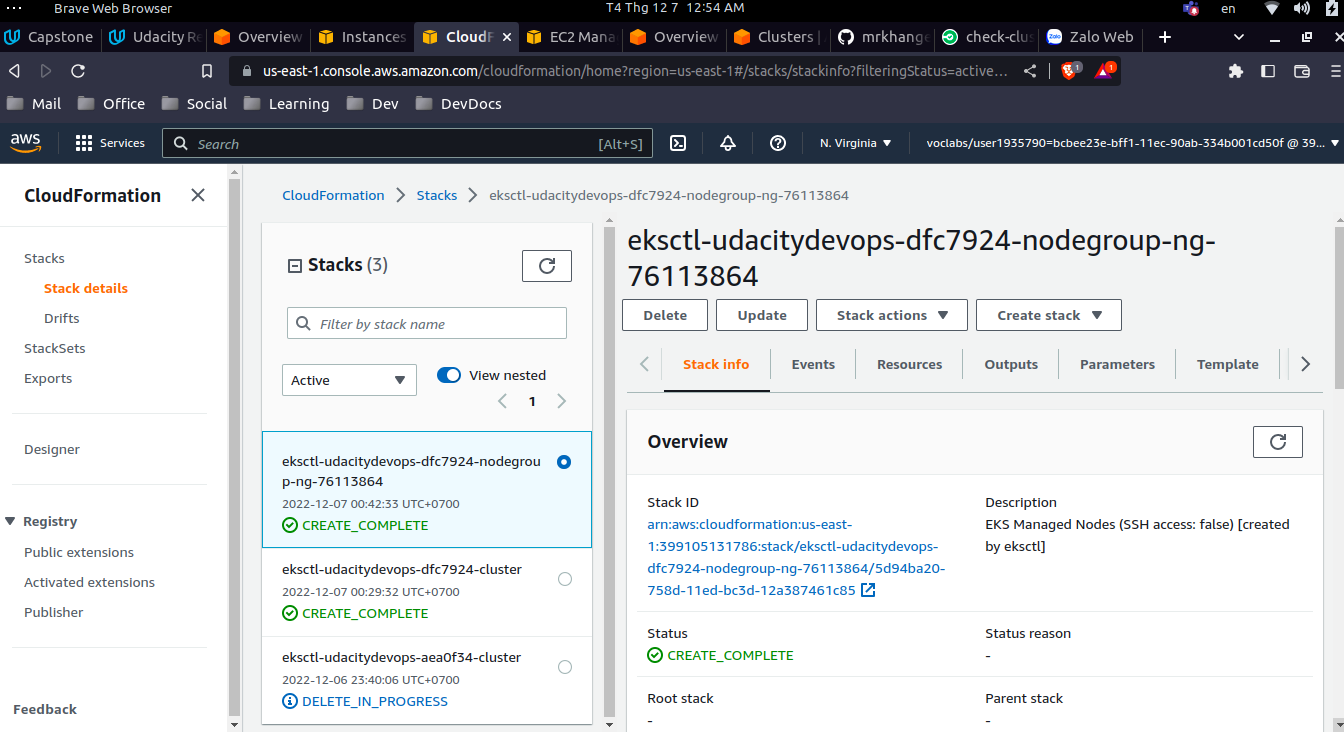 Brave Web Browser
T4 Thg 12 7 12:54 AM
en
Capstone
Udacity Re
Overview
Instances
CloudF
EC2 Mana
Overview
Clusters |
mrkhange
check-clus
Zalo Web
us-east-1.console.aws.amazon.com/cloudformation/home?region=us-east-1#/stacks/stackinfo?filteringStatus=active…
1
1
Mail
Office
Social
Learning
Dev
DevDocs
aws
Services
Search
[Alt+S]
N. Virginia
voclabs/user1935790=bcbee23e-bff1-11ec-90ab-334b001cd50f @ 39...
CloudFormation
Stacks
Stack details
Drifts
StackSets
Exports
Designer
Registry
Public extensions
Activated extensions
Publisher
Feedback
CloudFormation
Stacks
eksctl-udacitydevops-dfc7924-nodegroup-ng-76113864
Stacks (3)
Filter by stack name
Active
View nested
1
eksctl-udacitydevops-dfc7924-nodegrou
p-ng-76113864
2022-12-07 00:42:33 UTC+0700
CREATE_COMPLETE
eksctl-udacitydevops-dfc7924-cluster
2022-12-07 00:29:32 UTC+0700
CREATE_COMPLETE
eksctl-udacitydevops-aea0f34-cluster
2022-12-06 23:40:06 UTC+0700
DELETE_IN_PROGRESS
eksctl-udacitydevops-dfc7924-nodegroup-ng-
76113864
Delete
Update
Stack actions
Create stack
Stack info
Events
Resources
Outputs
Parameters
Template
Overview
Stack ID
arn:aws:cloudformation:us-east-
1:399105131786:stack/eksctl-udacitydevops-
dfc7924-nodegroup-ng-76113864/5d94ba20-
758d-11ed-bc3d-12a387461c85
Description
EKS Managed Nodes (SSH access: false) [created
by eksctl]
Status
CREATE_COMPLETE
Status reason
-
Root stack
-
Parent stack
-